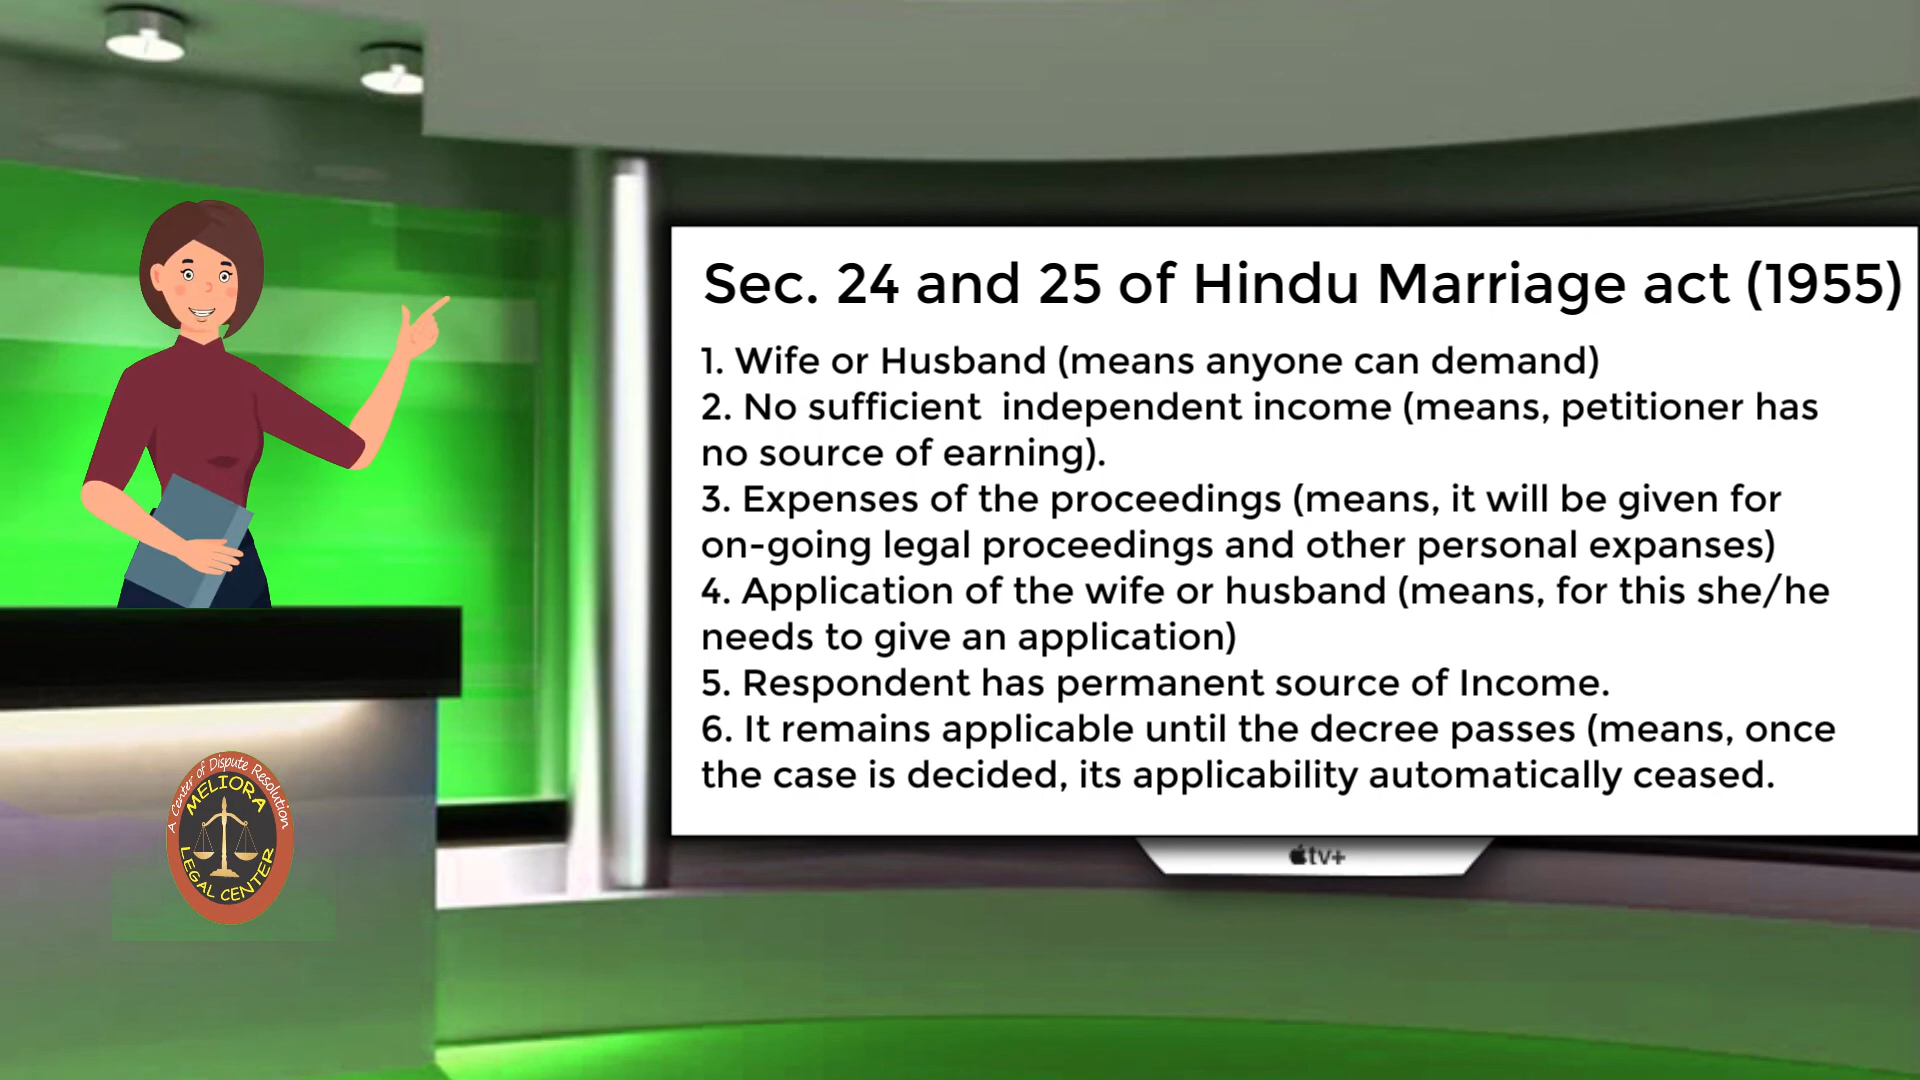 Sec. 24 and 25 of Hindu Marriage act (1955)
1. Wife or Husband (means anyone can demand)
2. No sufficient  independent income (means, petitioner has
no source of earning).
3. Expenses of the proceedings (means, it will be given for
on-going legal proceedings and other personal expanses)
4. Application of the wife or husband (means, for this she/he
needs to give an application)
5. Respondent has permanent source of Income.
6. It remains applicable until the decree passes (means, once
the case is decided, its applicability automatically ceased.
tv+
A Center of Dispute Resolution
MELIORA
LEGAL CENTER